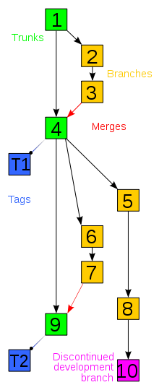 1
Trunks
2
Branches
3
4
Merges
T1
Tags
5
6
7
8
9
T2
Discontinued
development
branch
10